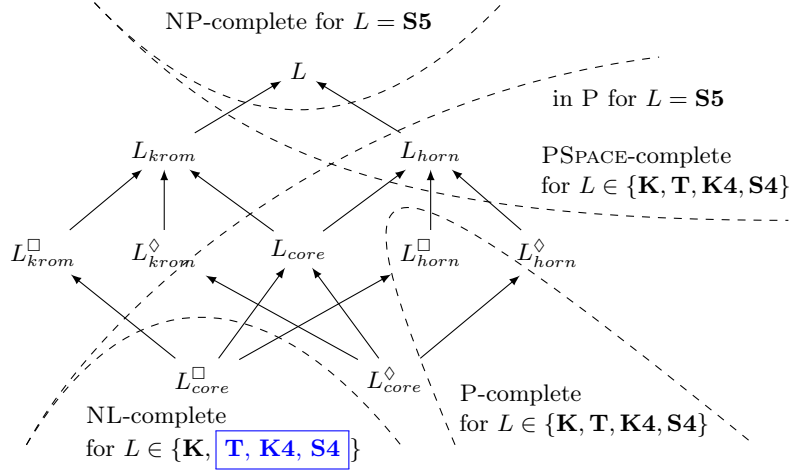 NP-complete for L = S5
L
in P for L = S5
L_krom
L_horn
PSPACE-complete
for L ∈ {K, T, K4, S4}
L□_krom
L◊_krom
L_core
L□_horn
L◊_horn
L□_core
L◊_core
P-complete
for L ∈ {K, T, K4, S4}
NL-complete
for L ∈ {K, T, K4, S4}